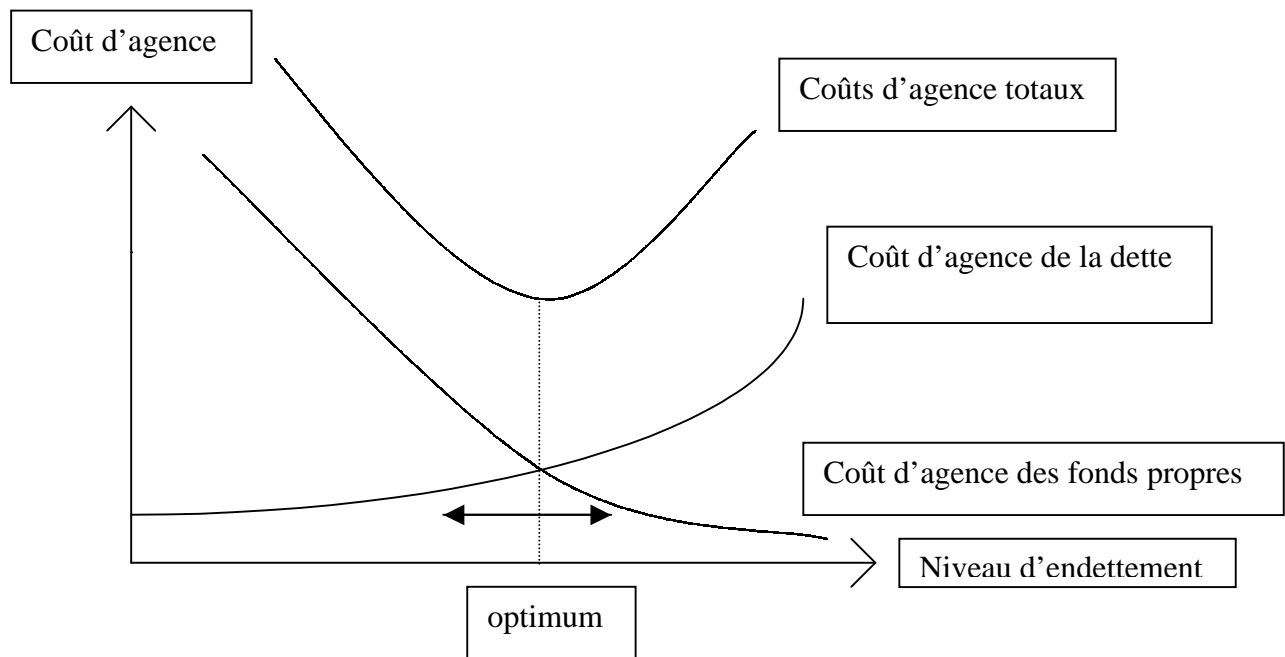 Coût d’agence
Coûts d’agence totaux
Coût d’agence de la dette
Coût d’agence des fonds propres
Niveau d’endettement
optimum